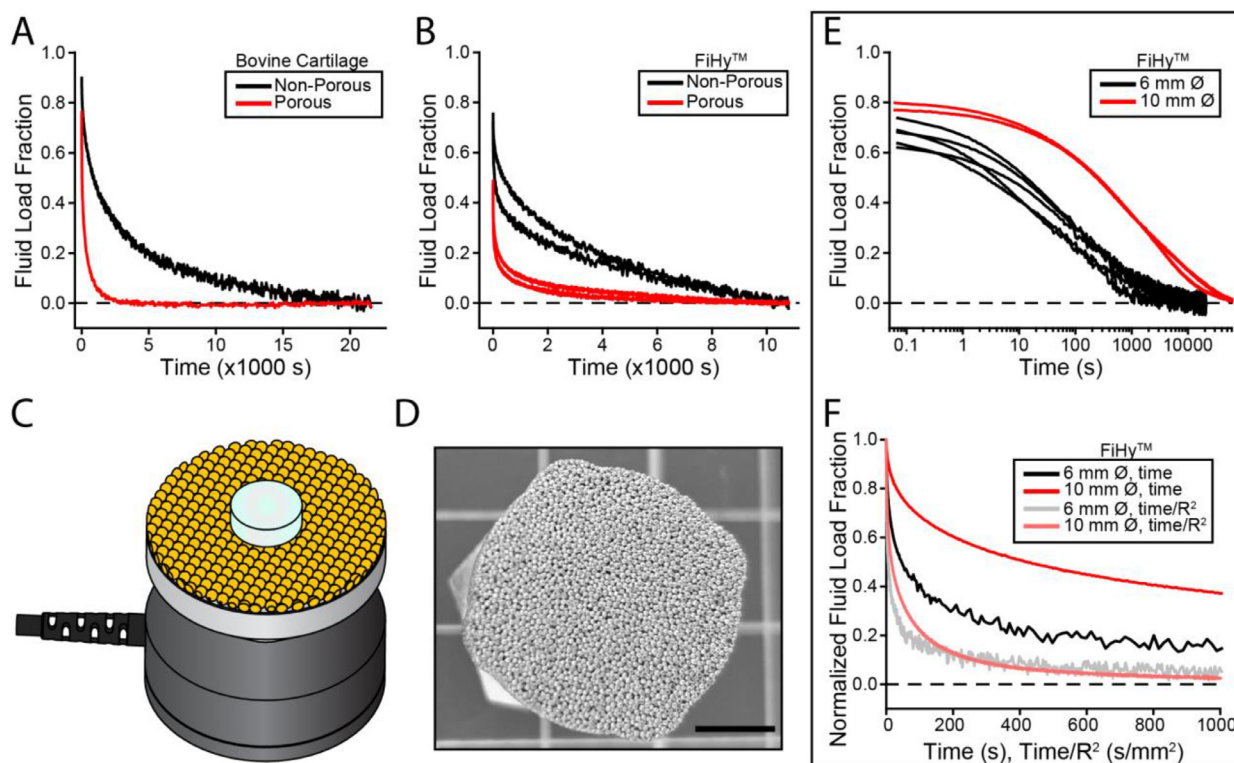 A
Bovine Cartilage
Non-Porous
Porous
Fluid Load Fraction
1.0
0.8
0.6
0.4
0.2
0.0
0 5 10 15 20
Time (x1000 s)
B
FiHy™
Non-Porous
Porous
Fluid Load Fraction
1.0
0.8
0.6
0.4
0.2
0.0
0 2 4 6 8 10
Time (x1000 s)
C
D
E
FiHy™
6 mm Ø
10 mm Ø
Fluid Load Fraction
1.0
0.8
0.6
0.4
0.2
0.0
0.1 1 10 100 1000 10000
Time (s)
F
FiHy™
6 mm Ø, time
10 mm Ø, time
6 mm Ø, time/R²
10 mm Ø, time/R²
Normalized Fluid Load Fraction
1.0
0.8
0.6
0.4
0.2
0.0
0 200 400 600 800 1000
Time (s), Time/R² (s/mm²)